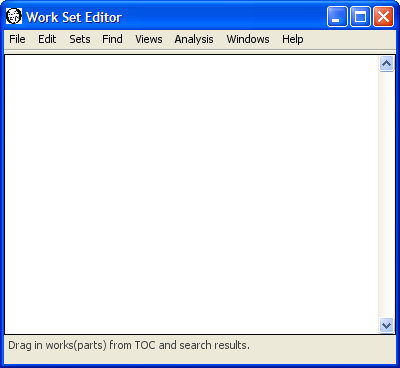 Work Set Editor
File Edit Sets Find Views Analysis Windows Help
Drag in works(parts) from TOC and search results.